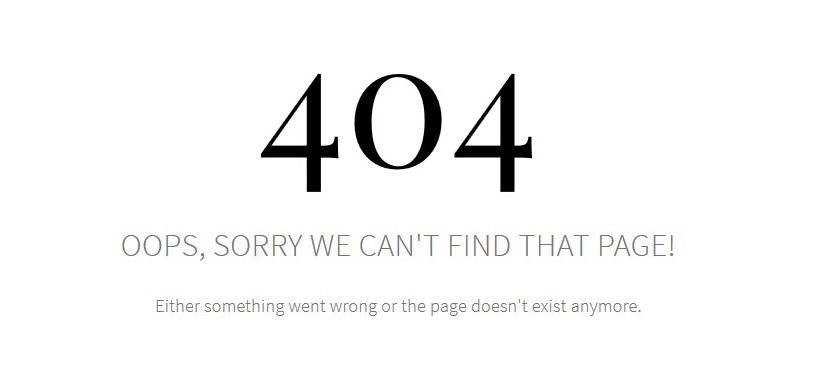 404
OOPS, SORRY WE CAN'T FIND THAT PAGE!
Either something went wrong or the page doesn't exist anymore.